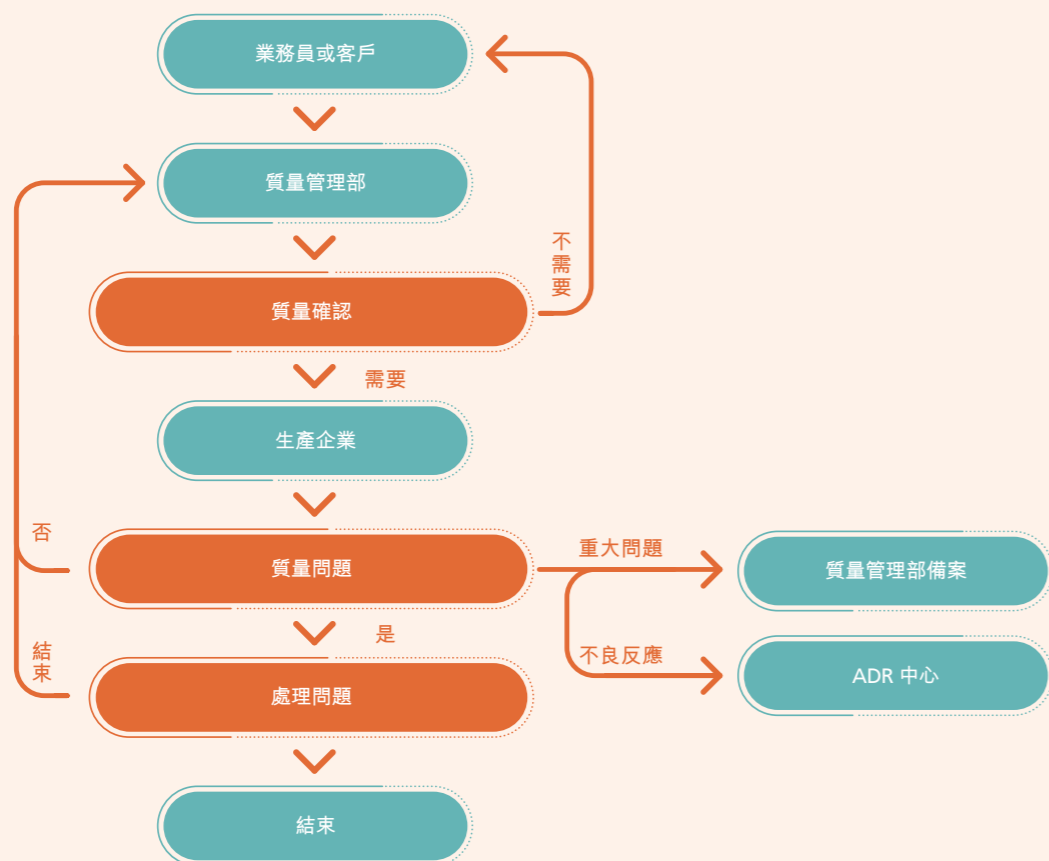 業務員或客戶
質量管理部
不需要
質量確認
需要
生產企業
否
質量問題
重大問題
質量管理部備案
是
不良反應
ADR 中心
結束
處理問題
結束